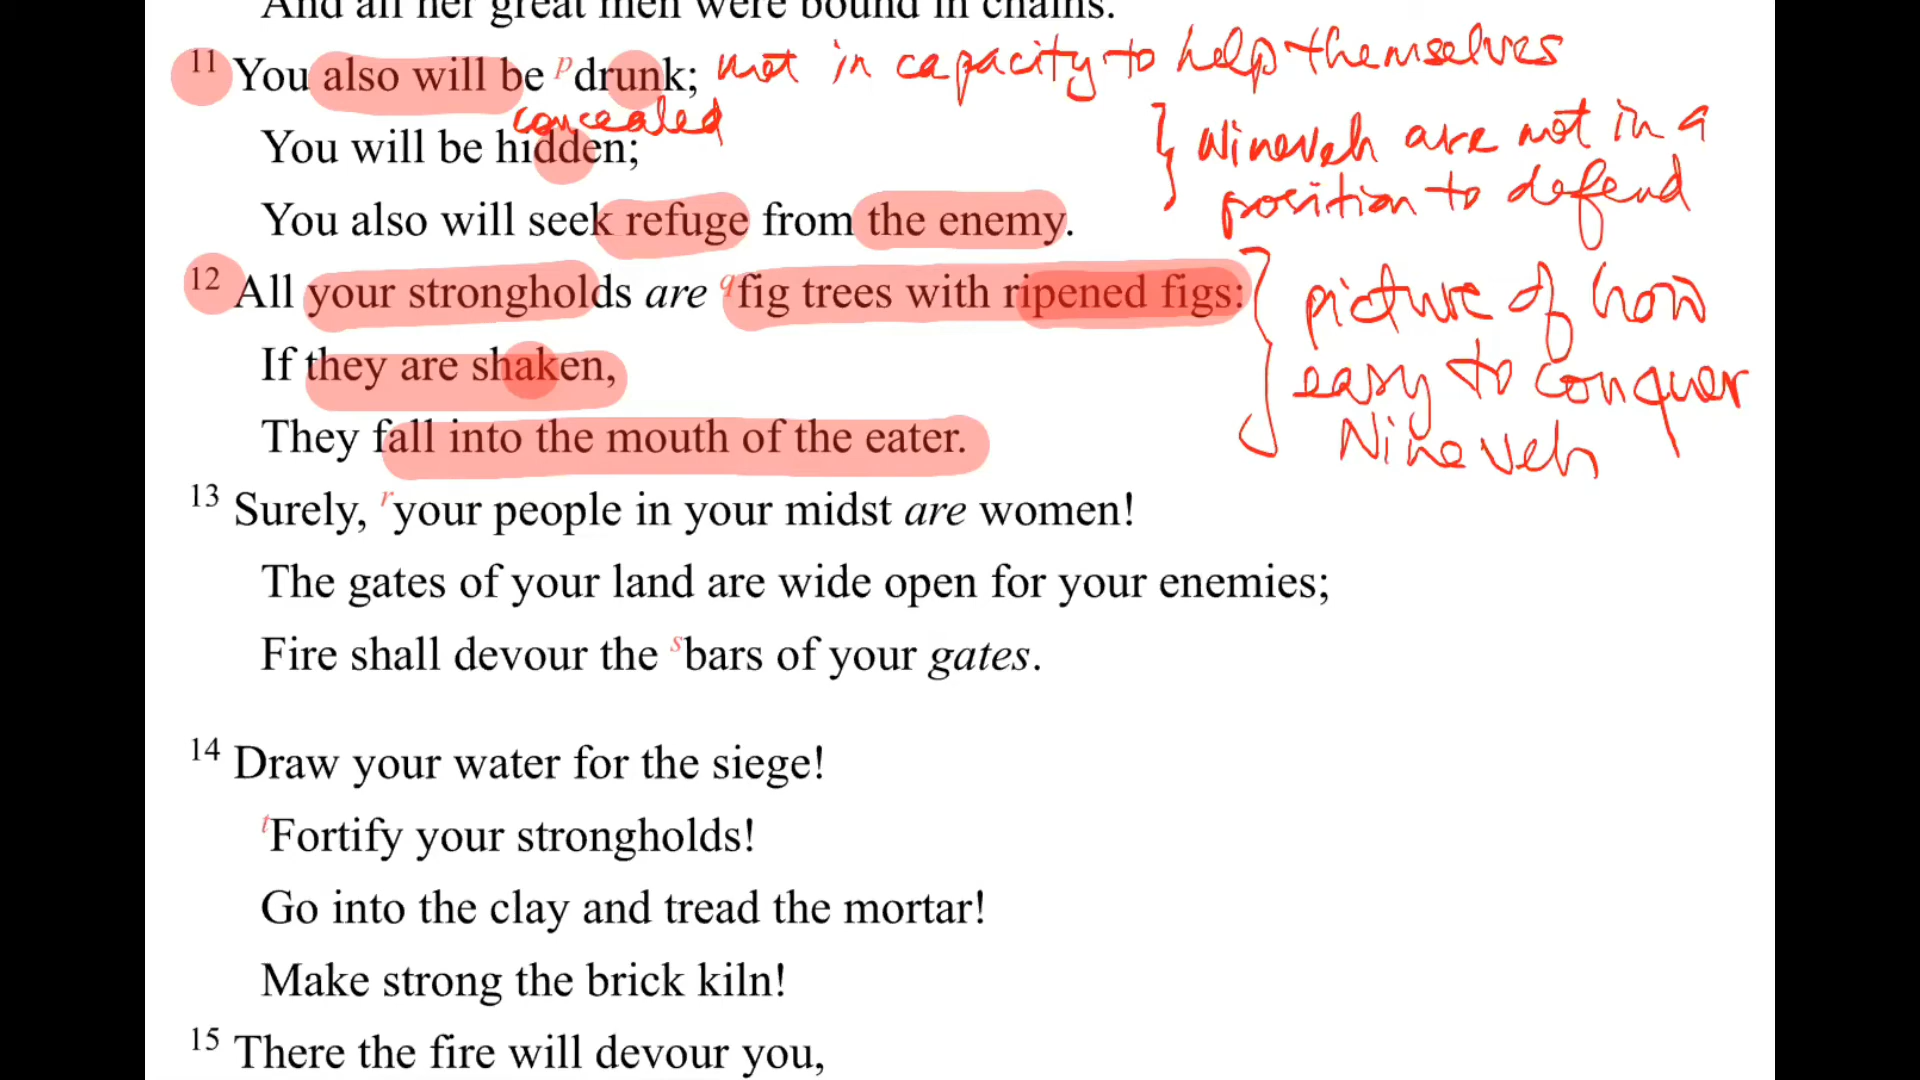 And all her great men were bound in chains.
11 You also will be pdrunk; not in capacity to help themselves
concealed
You will be hidden;
Nineveh are not in a
position to defend
You also will seek refuge from the enemy.
12 All your strongholds are qfig trees with ripened figs:
picture of how
easy to conquer
Nineveh
If they are shaken,
They fall into the mouth of the eater.
13 Surely, ryour people in your midst are women!
The gates of your land are wide open for your enemies;
Fire shall devour the sbars of your gates.
14 Draw your water for the siege!
tFortify your strongholds!
Go into the clay and tread the mortar!
Make strong the brick kiln!
15 There the fire will devour you,